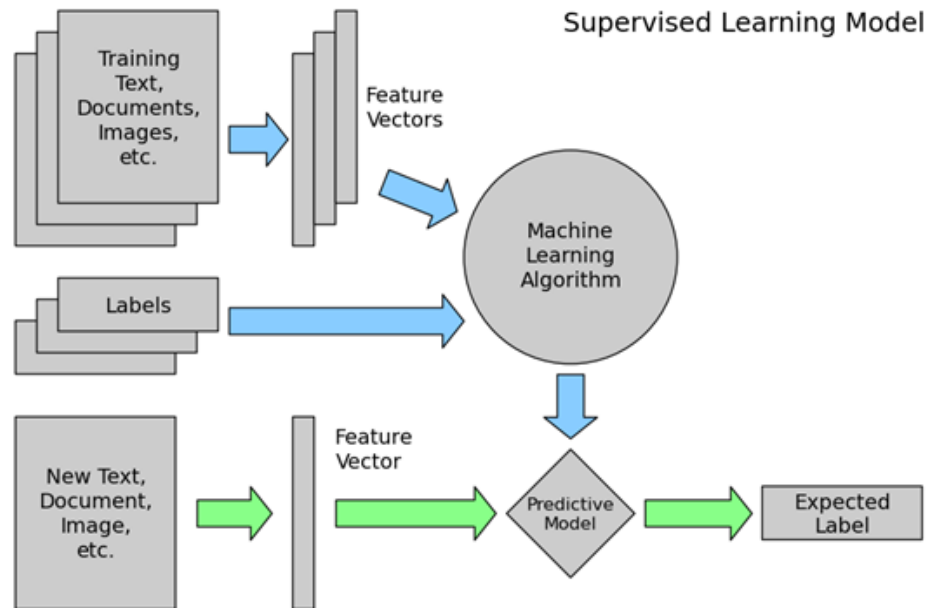 Supervised Learning Model
Training
Text,
Documents,
Images,
etc.
Feature
Vectors
Machine
Learning
Algorithm
Labels
New Text,
Document,
Image,
etc.
Feature
Vector
Predictive
Model
Expected
Label